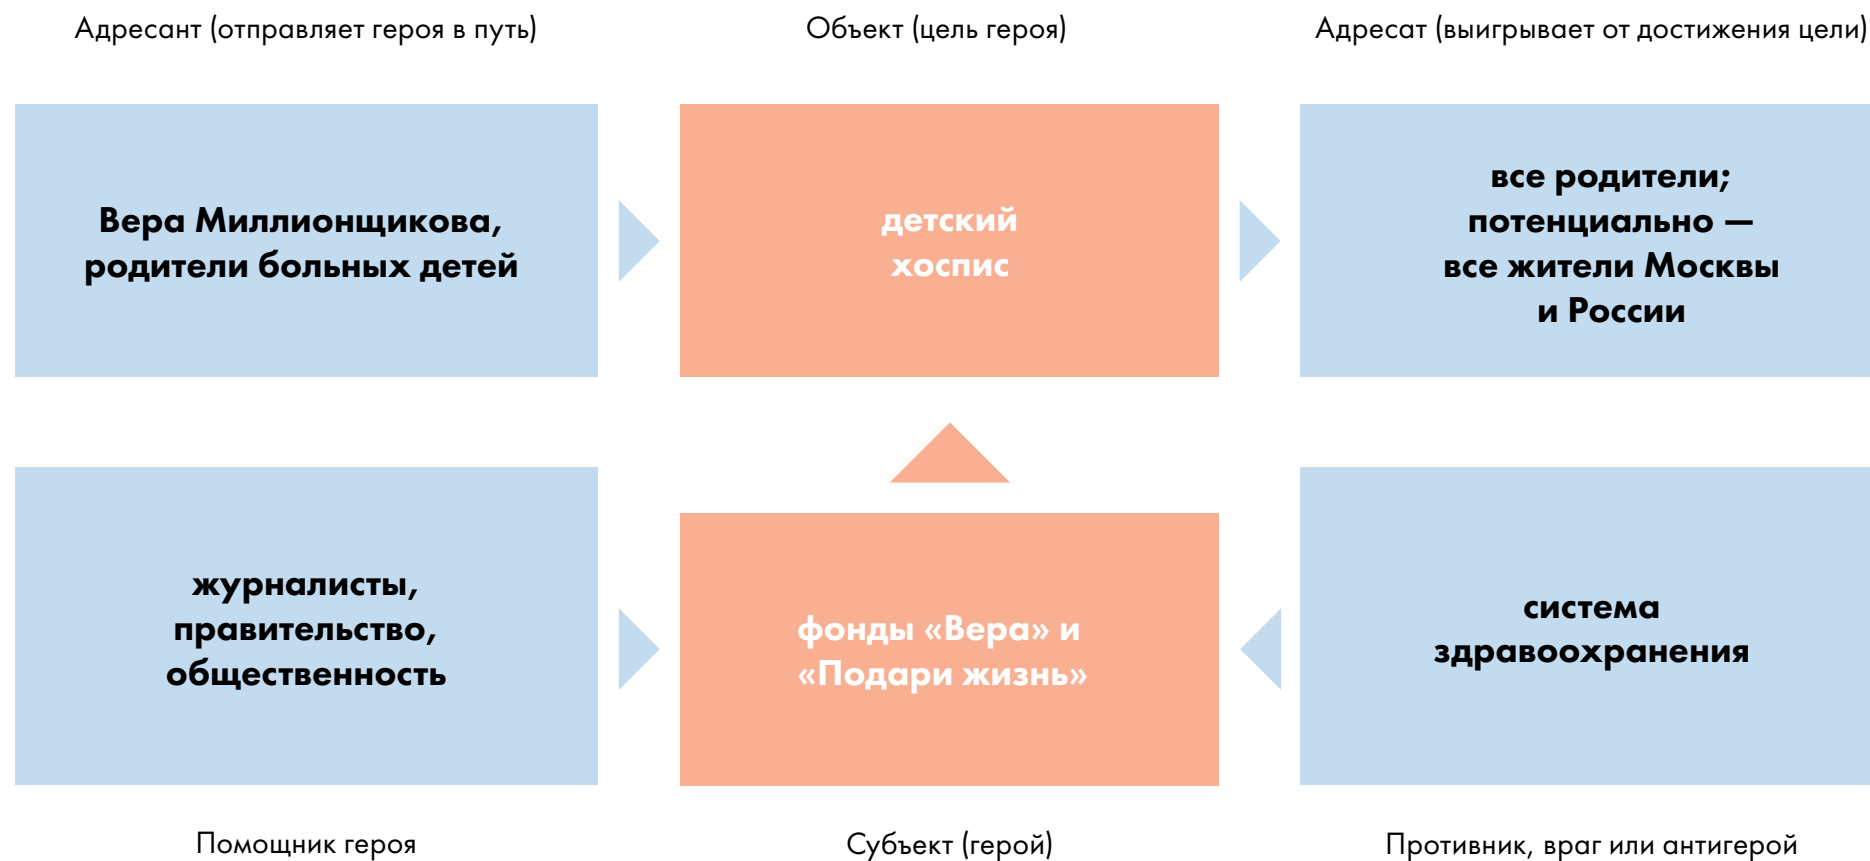 Адресант (отправляет героя в путь)
Объект (цель героя)
Адресат (выигрывает от достижения цели)
Вера Миллионщикова,
родители больных детей
детский
хоспис
все родители;
потенциально —
все жители Москвы
и России
журналисты,
правительство,
общественность
фонды «Вера» и
«Подари жизнь»
система
здравоохранения
Помощник героя
Субъект (герой)
Противник, враг или антигерой